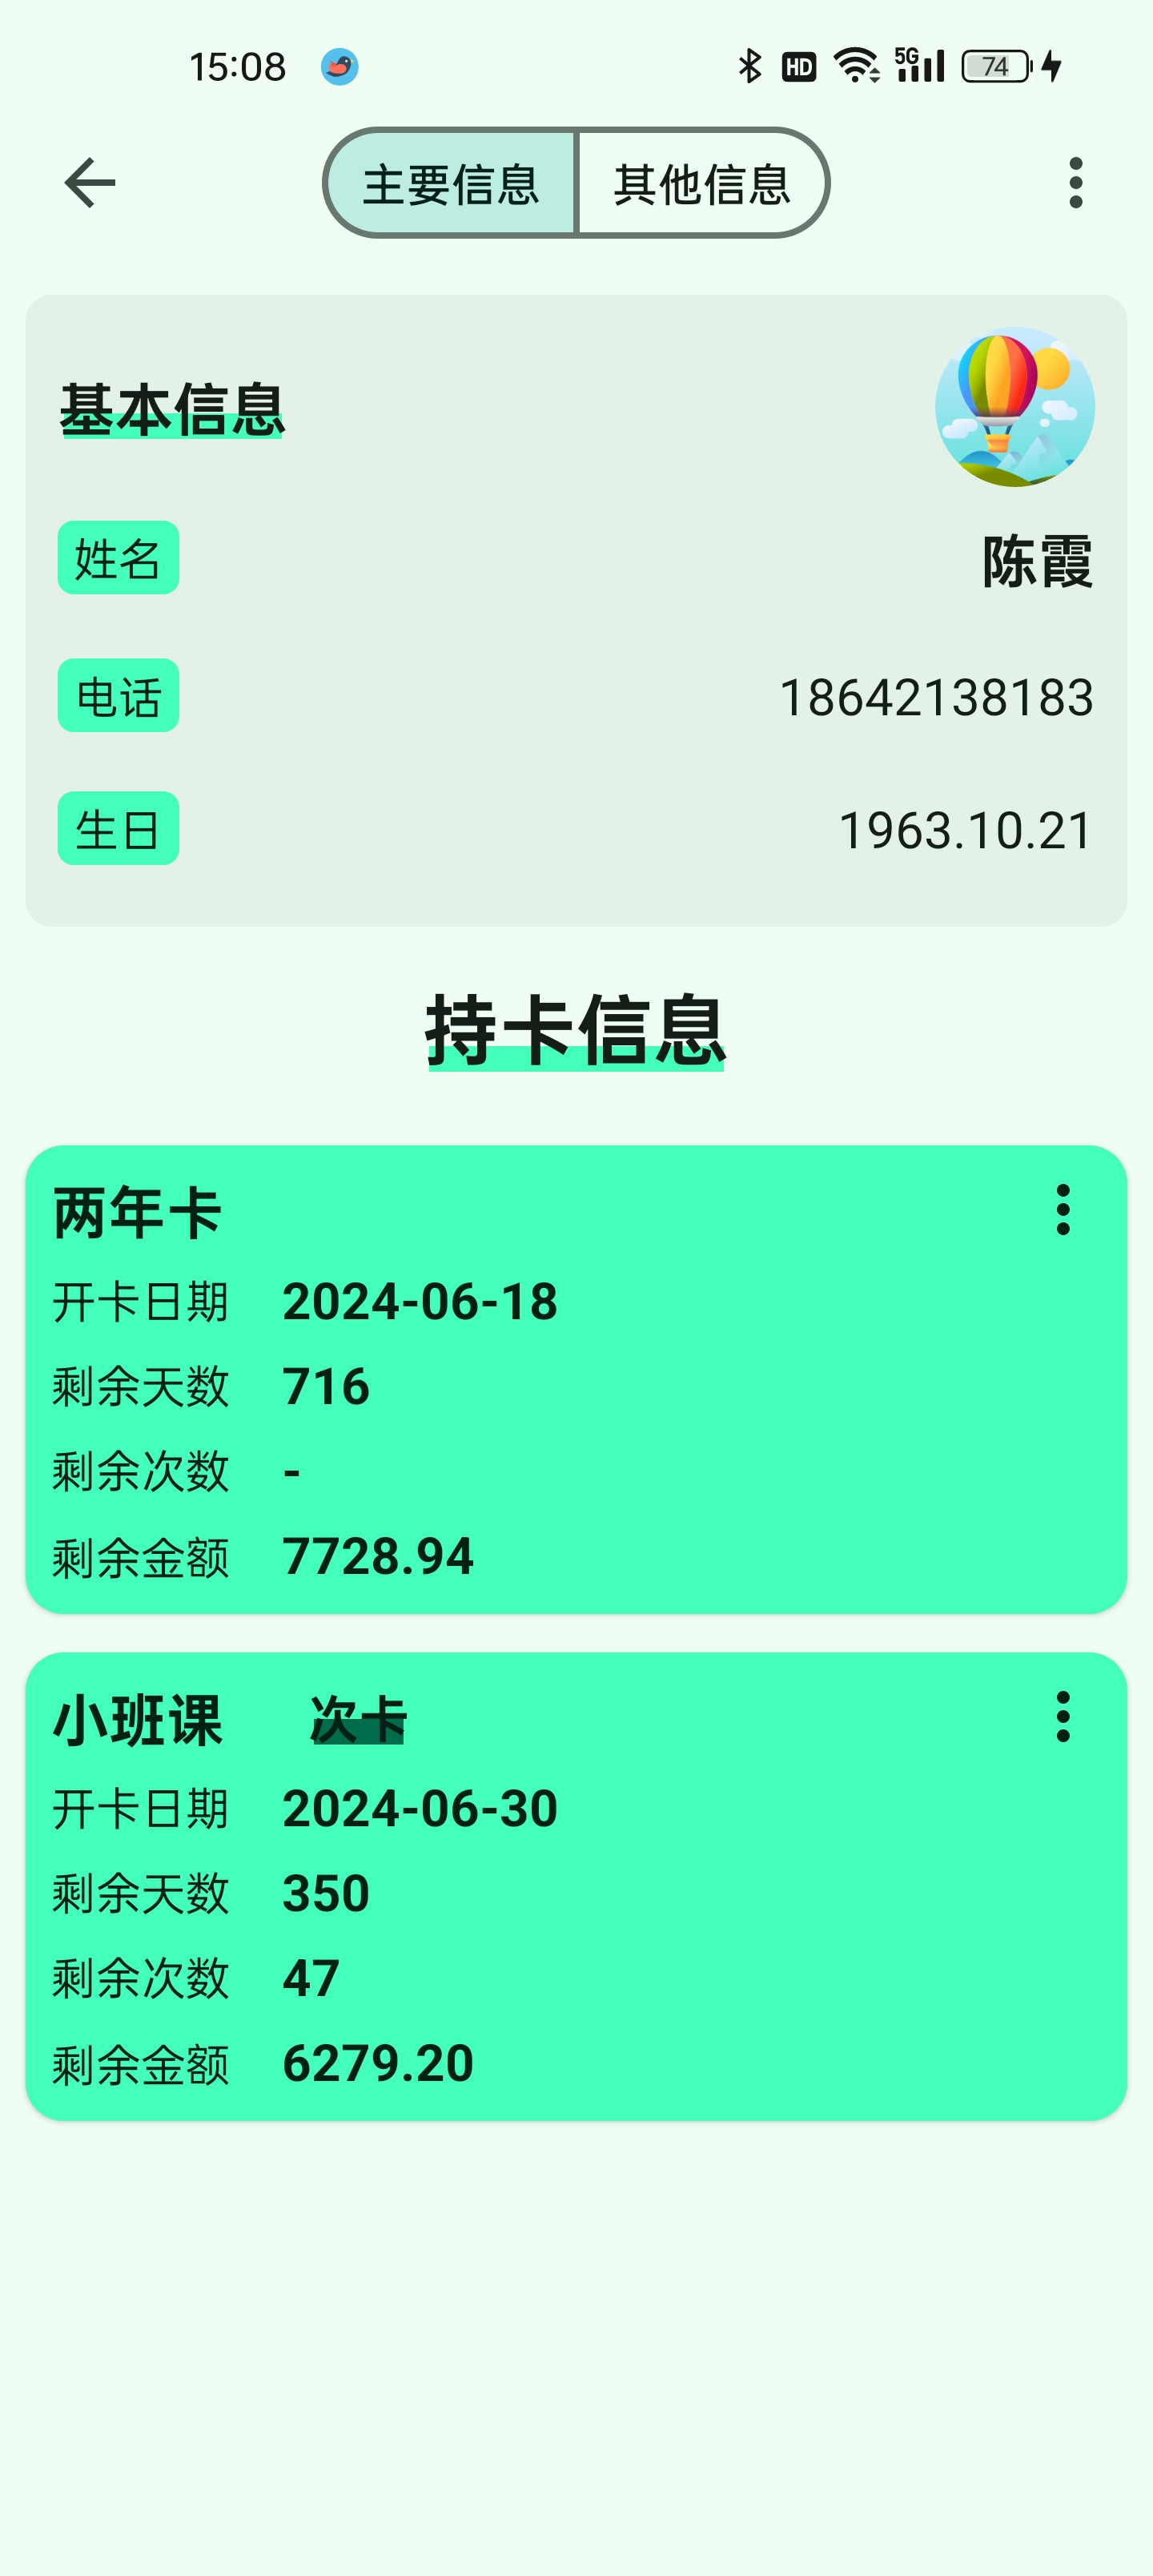 15:08 HD 5G 74
主要信息 其他信息
基本信息
姓名 陈霞
电话 18642138183
生日 1963.10.21
持卡信息
两年卡
开卡日期 2024-06-18
剩余天数 716
剩余次数 -
剩余金额 7728.94
小班课 次卡
开卡日期 2024-06-30
剩余天数 350
剩余次数 47
剩余金额 6279.20